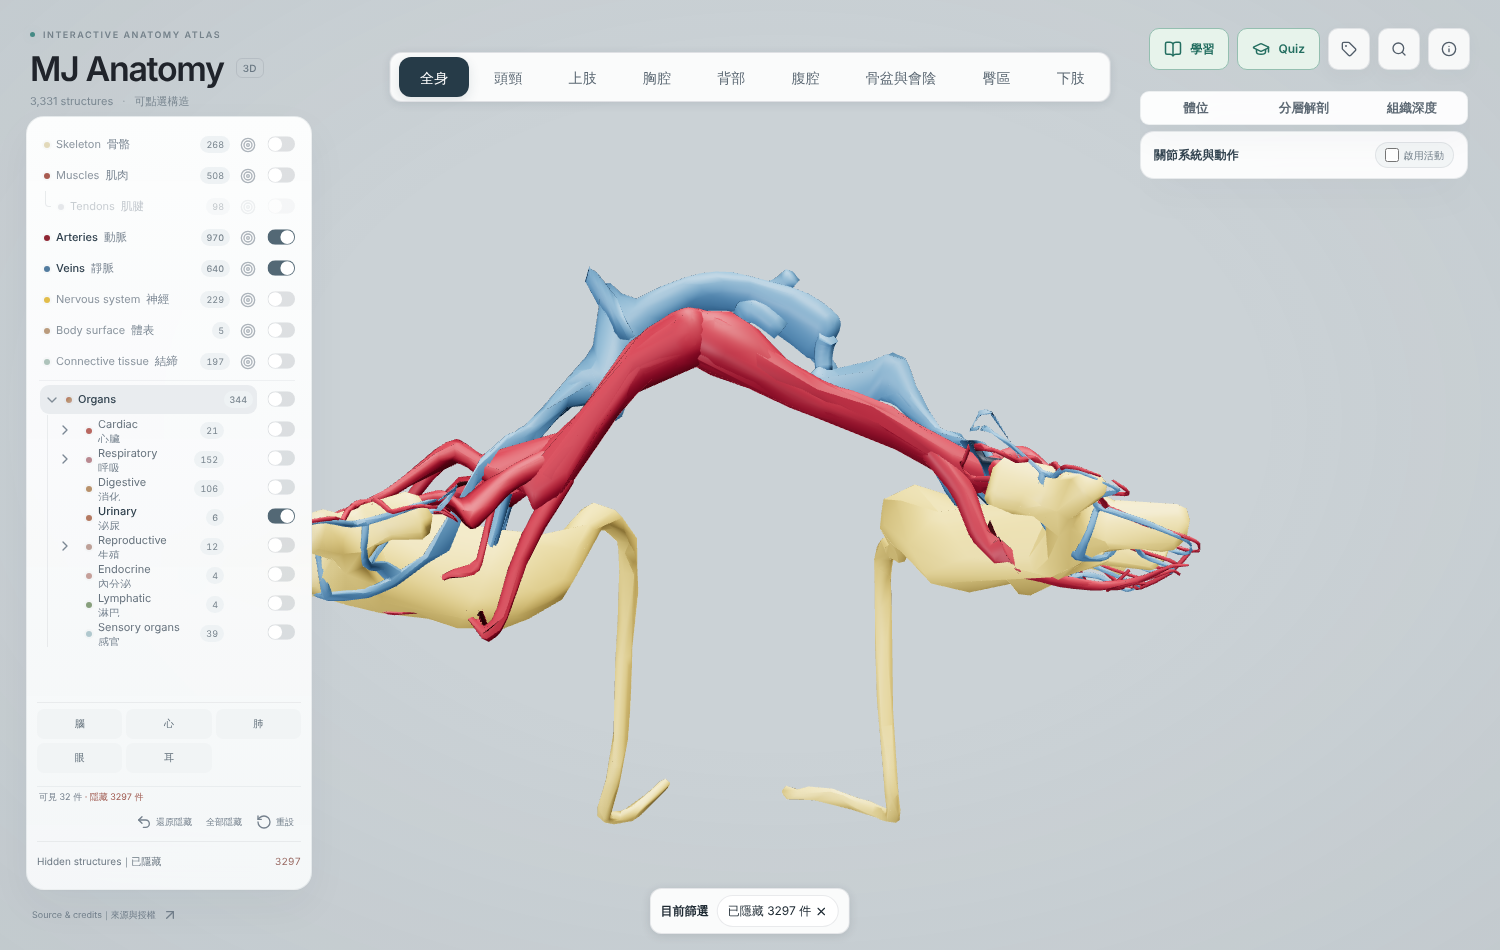 INTERACTIVE ANATOMY ATLAS
MJ Anatomy 3D
3,331 structures · 可點選構造
全身 頭頸 上肢 胸腔 背部 腹腔 骨盆與會陰 臀區 下肢
學習 Quiz
體位 分層解剖 組織深度
關節系統與動作 啟用活動
Skeleton 骨骼 268
Muscles 肌肉 508
Tendons 肌腱 98
Arteries 動脈 970
Veins 靜脈 640
Nervous system 神經 229
Body surface 體表 5
Connective tissue 結締 197
Organs 344
Cardiac 21
心臟
Respiratory 152
呼吸
Digestive 106
消化
Urinary 6
泌尿
Reproductive 12
生殖
Endocrine 4
內分泌
Lymphatic 4
淋巴
Sensory organs 39
感官
腦 心 肺
眼 耳
可見 32 件 · 隱藏 3297 件
還原隱藏 全部隱藏 重設
Hidden structures | 已隱藏 3297
Source & credits | 來源與授權
目前篩選 已隱藏 3297 件 ✕